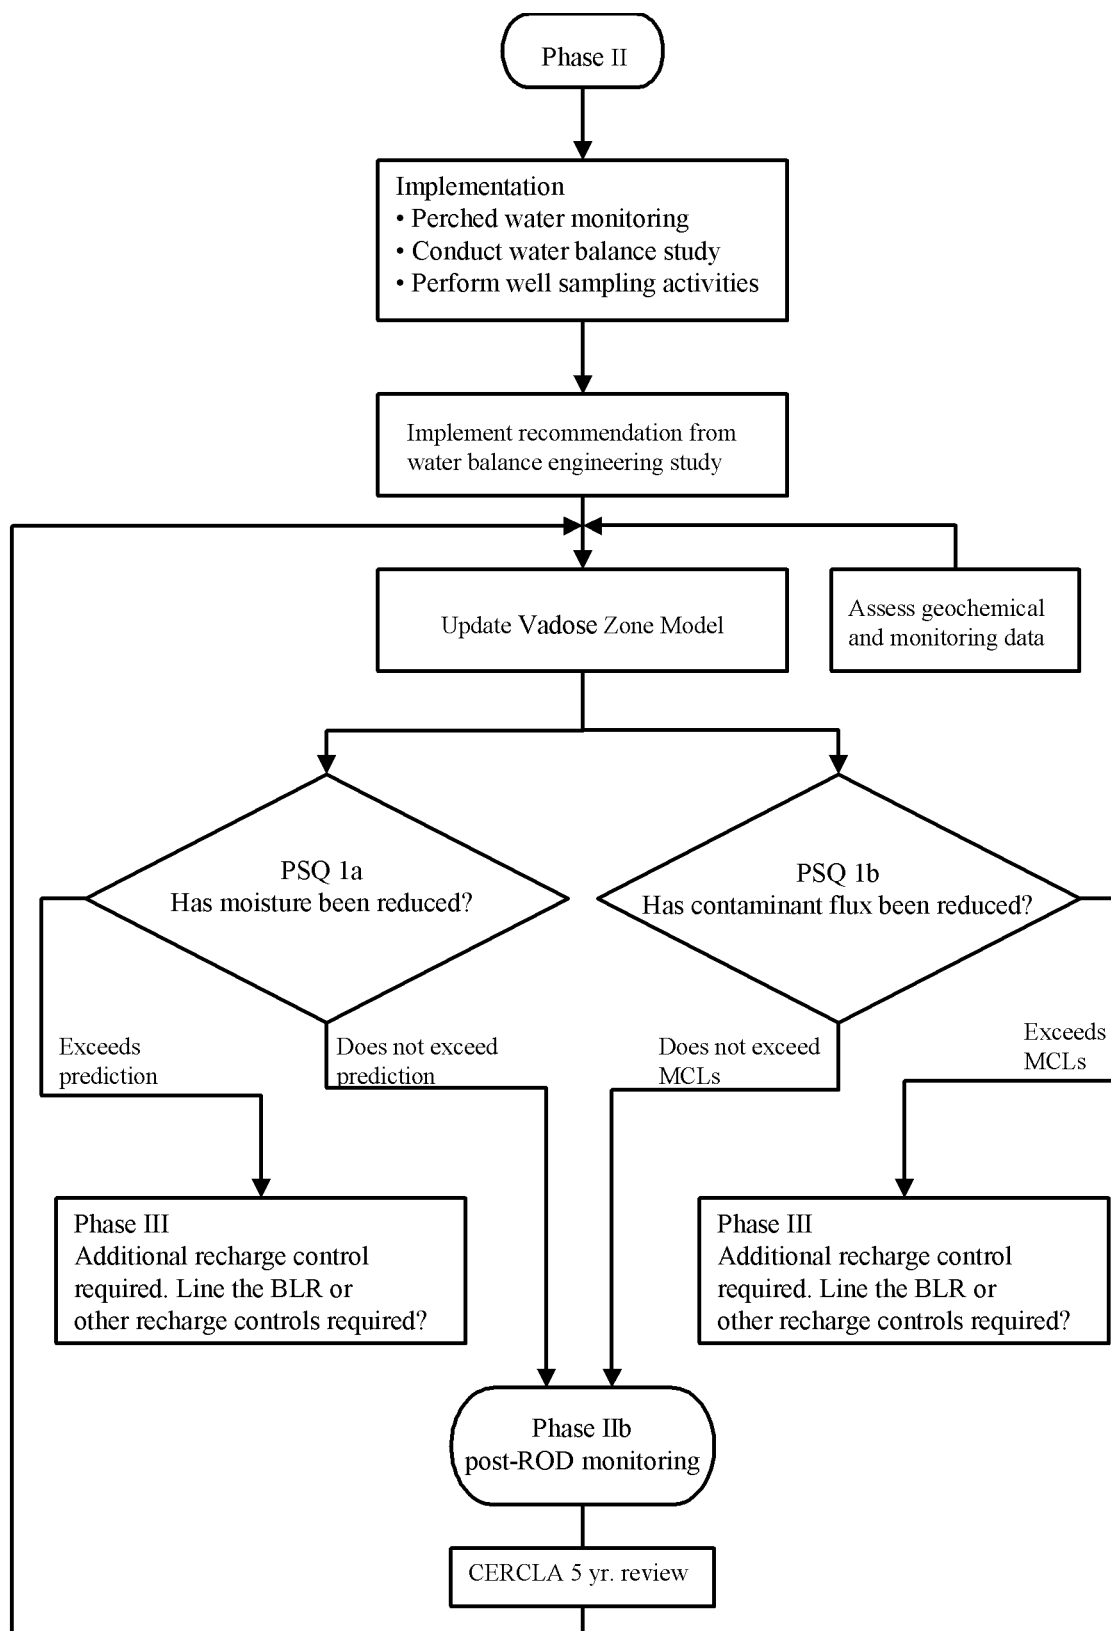 Phase II
Implementation
• Perched water monitoring
• Conduct water balance study
• Perform well sampling activities
Implement recommendation from
water balance engineering study
Update Vadose Zone Model
Assess geochemical
and monitoring data
PSQ 1a
Has moisture been reduced?
PSQ 1b
Has contaminant flux been reduced?
Exceeds
prediction
Does not exceed
prediction
Does not exceed
MCLs
Exceeds
MCLs
Phase III
Additional recharge control
required. Line the BLR or
other recharge controls required?
Phase III
Additional recharge control
required. Line the BLR or
other recharge controls required?
Phase IIb
post-ROD monitoring
CERCLA 5 yr. review